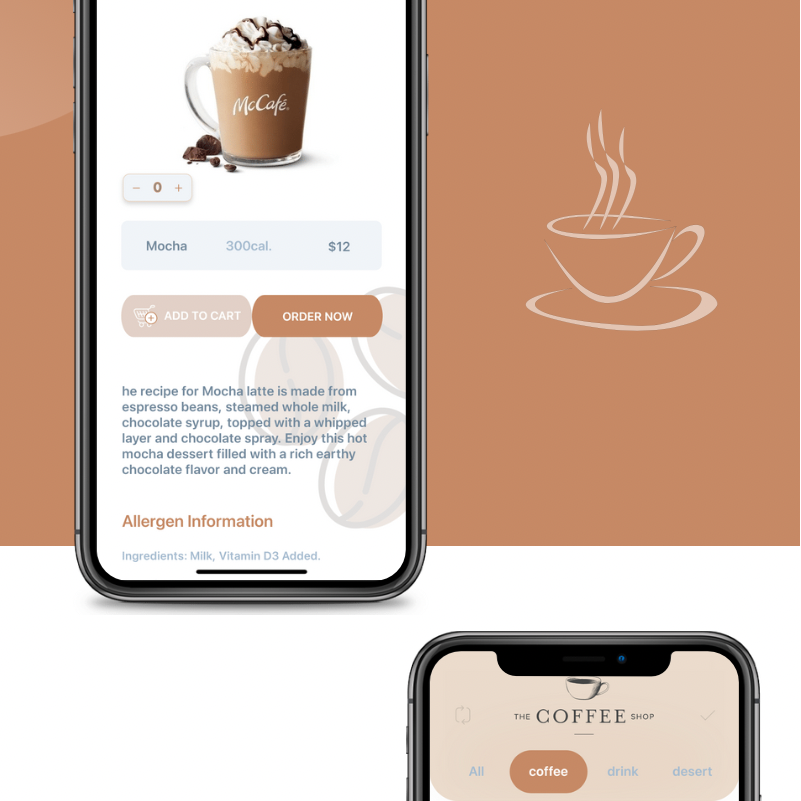 McCafé®
− 0 +
Mocha 300cal. $12
ADD TO CART ORDER NOW
he recipe for Mocha latte is made from
espresso beans, steamed whole milk,
chocolate syrup, topped with a whipped
layer and chocolate spray. Enjoy this hot
mocha dessert filled with a rich earthy
chocolate flavor and cream.
Allergen Information
Ingredients: Milk, Vitamin D3 Added.
THE COFFEE SHOP
All coffee drink desert